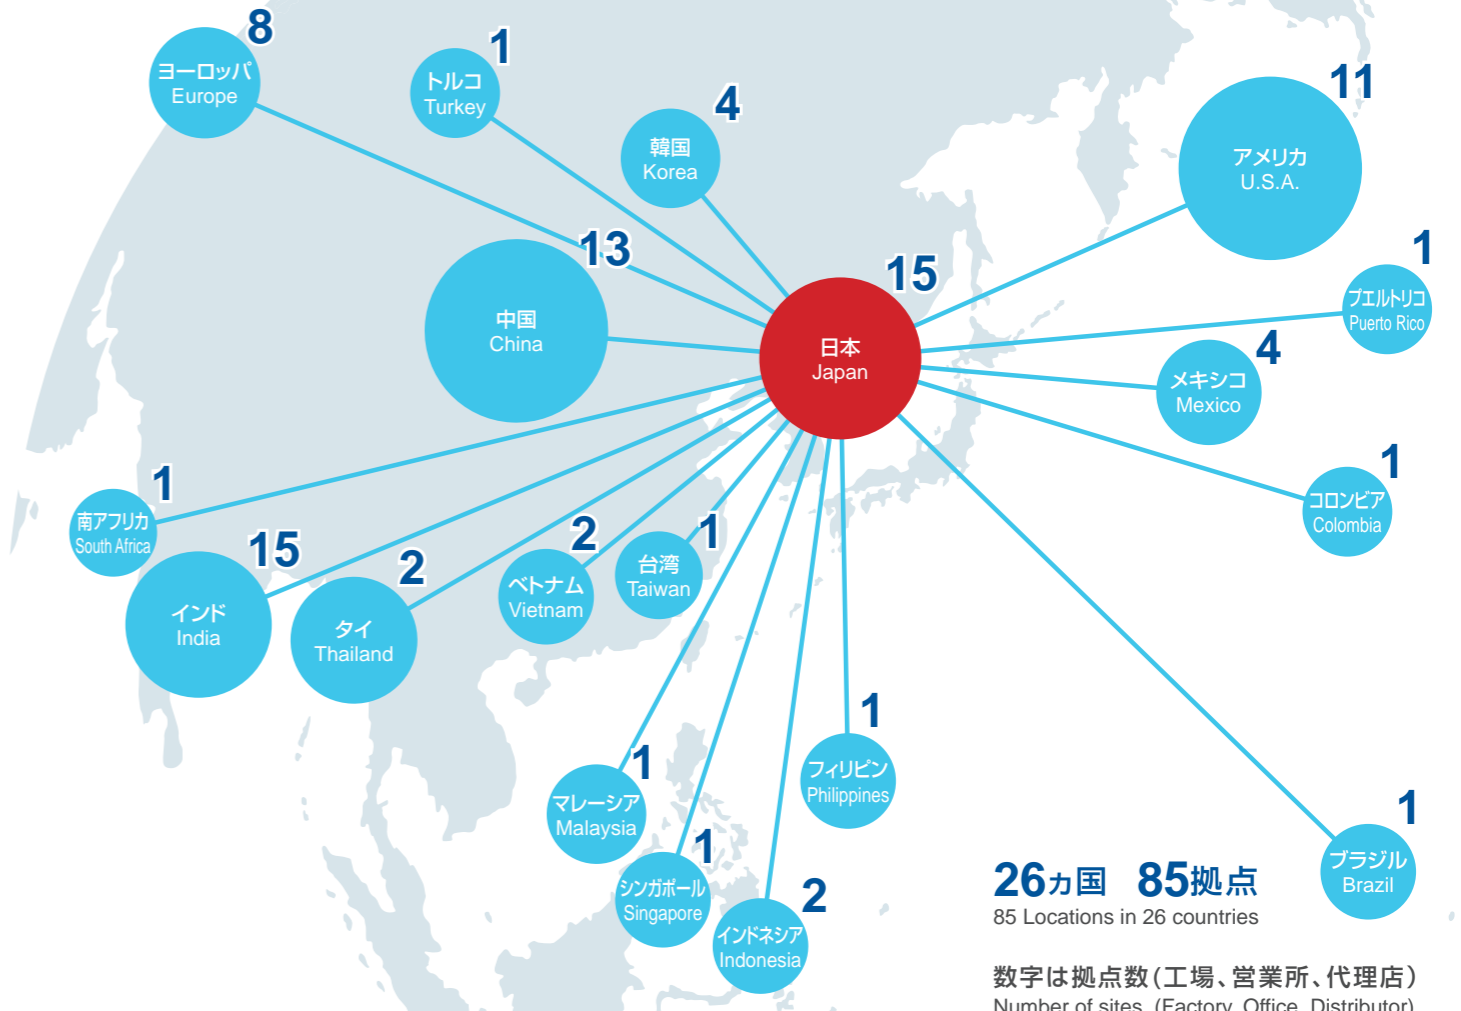 8
ヨーロッパ
Europe
1
トルコ
Turkey
4
韓国
Korea
11
アメリカ
U.S.A.
13
中国
China
15
日本
Japan
1
プエルトリコ
Puerto Rico
4
メキシコ
Mexico
1
コロンビア
Colombia
1
南アフリカ
South Africa
15
インド
India
2
タイ
Thailand
2
ベトナム
Vietnam
1
台湾
Taiwan
1
マレーシア
Malaysia
1
シンガポール
Singapore
2
インドネシア
Indonesia
1
フィリピン
Philippines
1
ブラジル
Brazil
26カ国 85拠点
85 Locations in 26 countries
数字は拠点数(工場、営業所、代理店)
Number of sites (Factory, Office, Distributor)